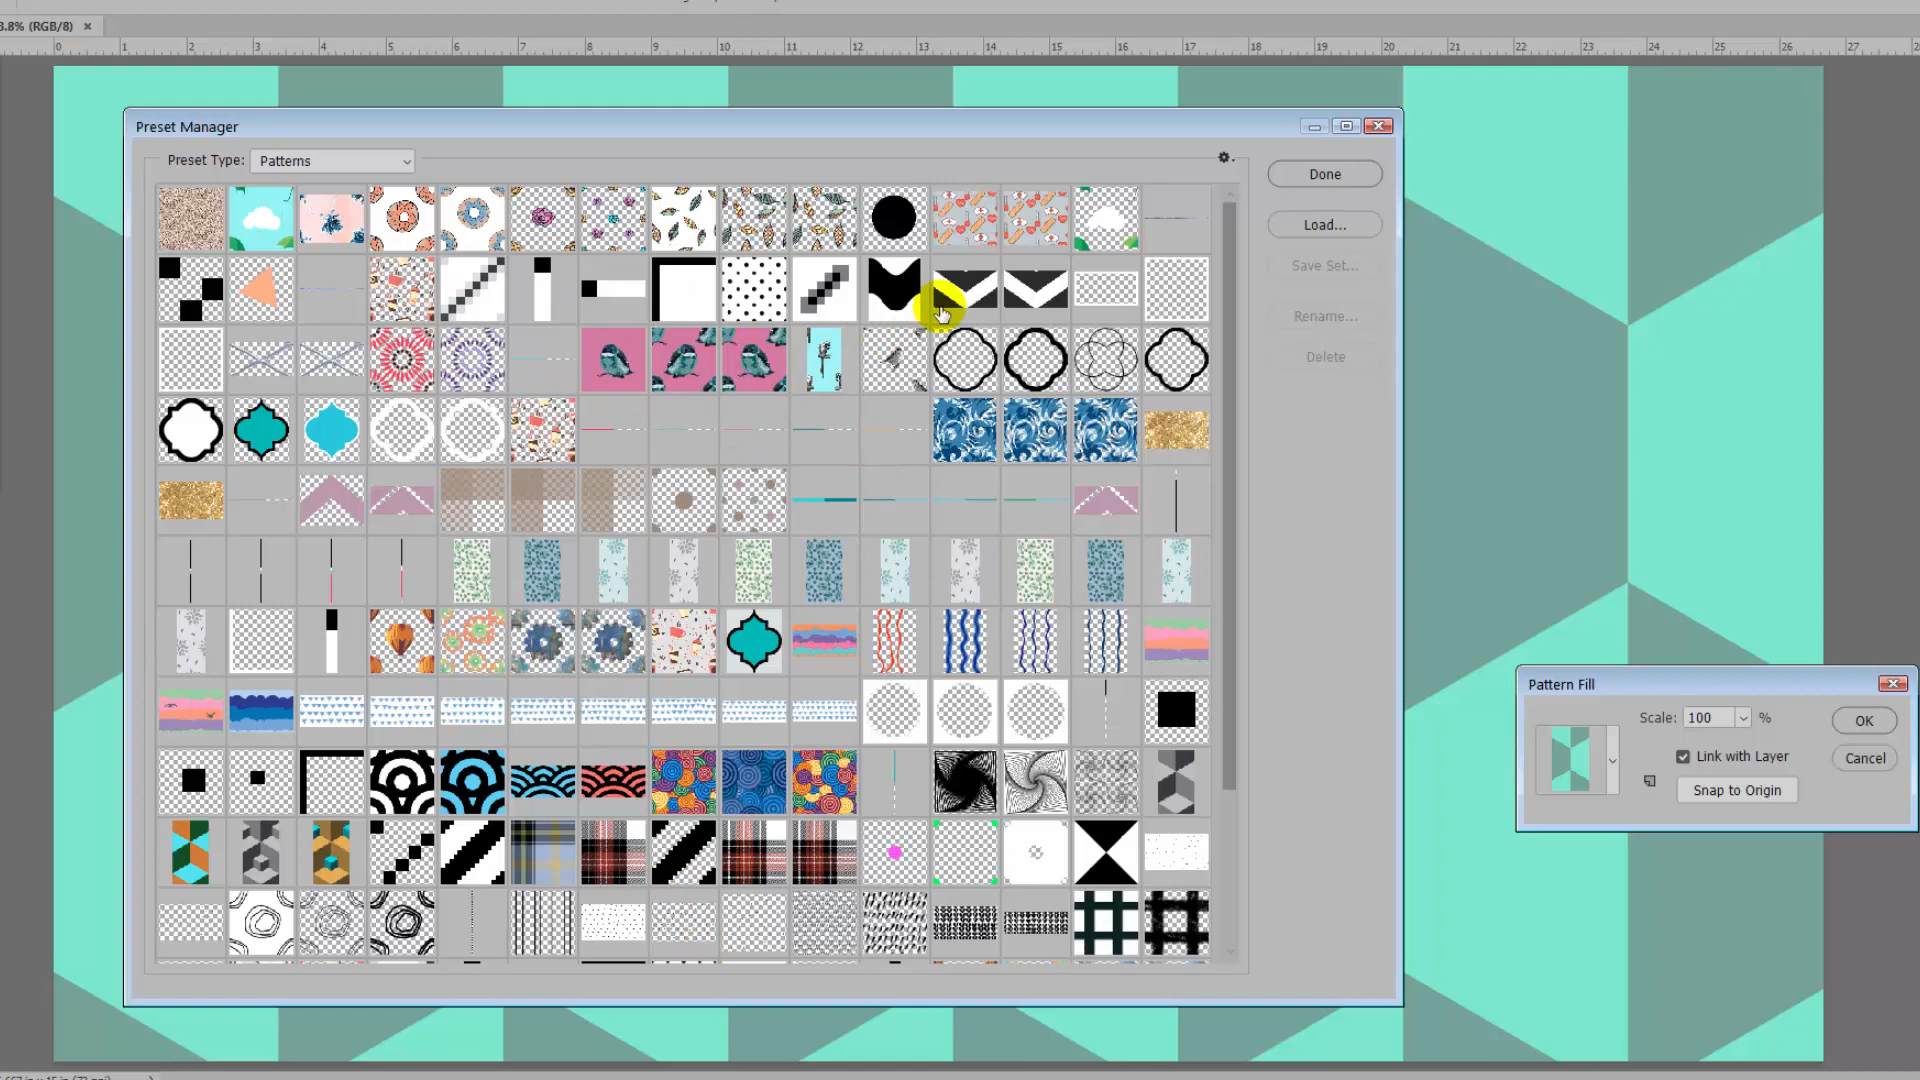 3.8% (RGB/8) ×
0 1 2 3 4 5 6 7 8 9 10 11 12 13 14 15 16 17 18 19 20 21 22 23 24 25 26 27
Preset Manager
Preset Type: Patterns
Done
Load...
Save Set...
Rename...
Delete
Pattern Fill
Scale: 100 %
OK
Link with Layer
Cancel
Snap to Origin